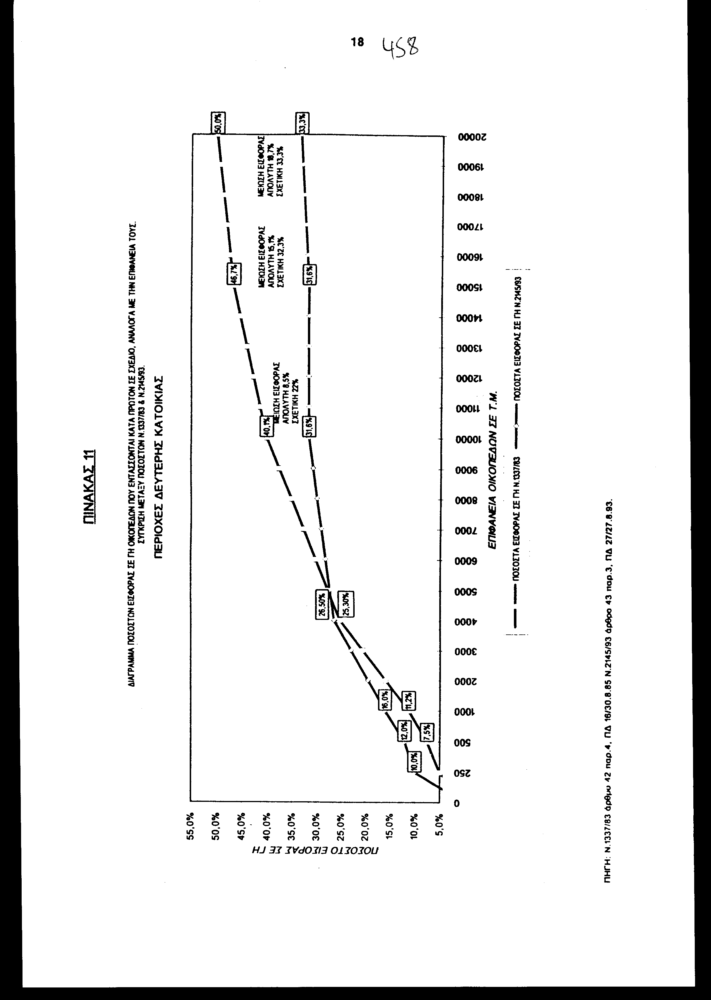 18 458
ΠΙΝΑΚΑΣ 11
ΔΙΑΓΡΑΜΜΑ ΠΟΣΟΣΤΩΝ ΕΙΣΦΟΡΑΣ ΣΕ ΓΗ ΟΙΚΟΠΕΔΩΝ ΠΟΥ ΕΝΤΑΣΣΟΝΤΑΙ ΚΑΤΑ ΠΡΩΤΟΝ ΣΕ ΣΧΕΔΙΟ, ΑΝΑΛΟΓΑ ΜΕ ΤΗΝ ΕΠΙΦΑΝΕΙΑ ΤΟΥΣ.
ΣΥΓΚΡΙΣΗ ΜΕΤΑΞΥ ΠΟΣΟΣΤΩΝ Ν.1337/83 & Ν.2145/93.
ΠΕΡΙΟΧΕΣ ΔΕΥΤΕΡΗΣ ΚΑΤΟΙΚΙΑΣ
ΠΟΣΟΣΤΟ ΕΙΣΟΡΑΣ ΣΕ ΓΗ
55,0%
50,0%
45,0%
40,0%
35,0%
30,0%
25,0%
20,0%
15,0%
10,0%
5,0%
10,0%
12,0%
7,5%
16,0%
11,2%
26,50%
25,30%
40,1%
31,6%
ΜΕΙΩΣΗ ΕΙΣΦΟΡΑΣ
ΑΠΟΛΥΤΗ 8,5%
ΣΧΕΤΙΚΗ 22%
46,7%
31,6%
ΜΕΙΩΣΗ ΕΙΣΦΟΡΑΣ
ΑΠΟΛΥΤΗ 15,1%
ΣΧΕΤΙΚΗ 32,3%
50,0%
33,3%
ΜΕΙΩΣΗ ΕΙΣΦΟΡΑΣ
ΑΠΟΛΥΤΗ 18,7%
ΣΧΕΤΙΚΗ 33,3%
0 250 500 1000 2000 3000 4000 5000 6000 7000 8000 9000 10000 11000 12000 13000 14000 15000 16000 17000 18000 19000 20000
ΕΠΙΦΑΝΕΙΑ ΟΙΚΟΠΕΔΩΝ ΣΕ Τ.Μ.
ΠΟΣΟΣΤΑ ΕΙΣΦΟΡΑΣ ΣΕ ΓΗ Ν.1337/83 ΠΟΣΟΣΤΑ ΕΙΣΦΟΡΑΣ ΣΕ ΓΗ Ν.2145/93
ΠΗΓΗ: Ν.1337/83 άρθρο 42 παρ.4, ΠΔ 16/30.8.85 Ν.2145/93 άρθρο 43 παρ.3, ΠΔ 27/27.8.93.